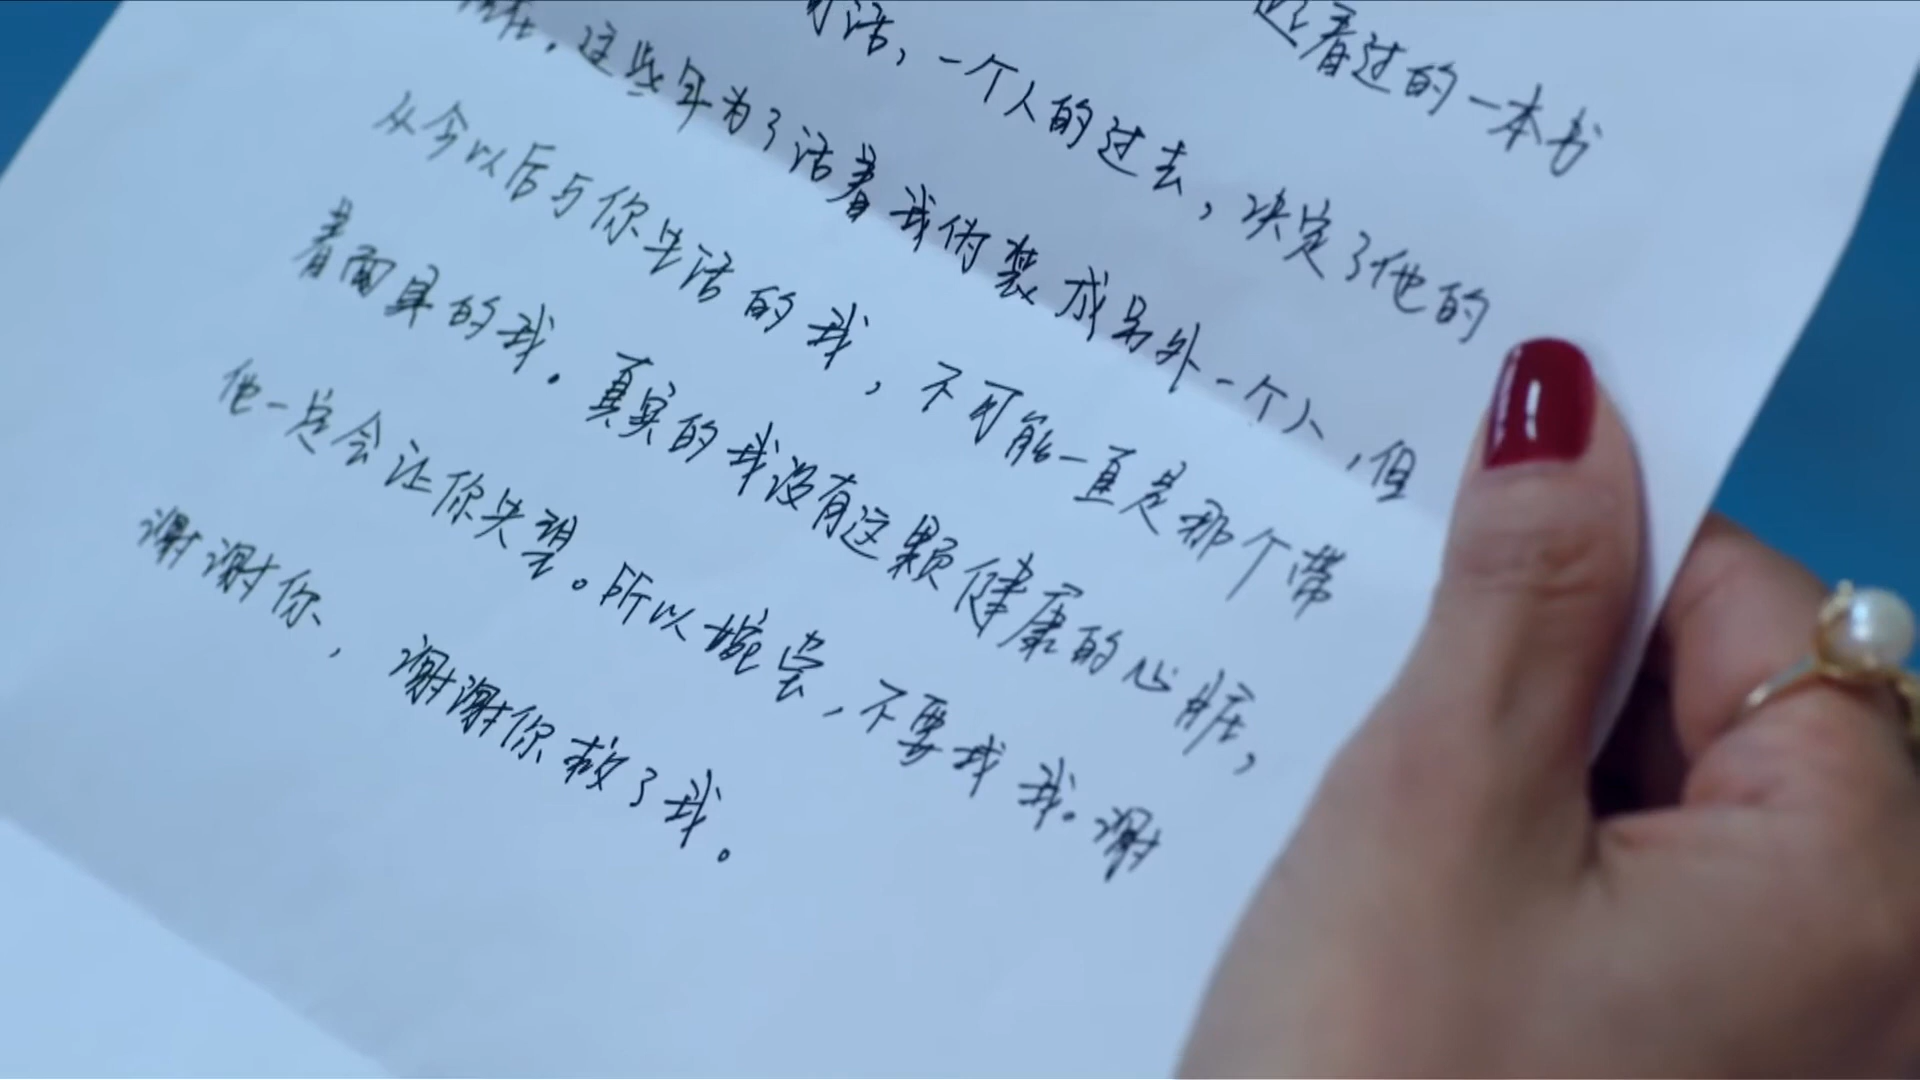 看过的一本书
话，一个人的过去，决定了他的
在。这些年为了活着我伪装成另外一个人，但
从今以后与你生活的我，不可能一直是那个带
着面具的我。真实的我没有这颗健康的心脏，
他一定会让你失望。所以婉，不要找我。谢
谢谢你，谢谢你救了我。